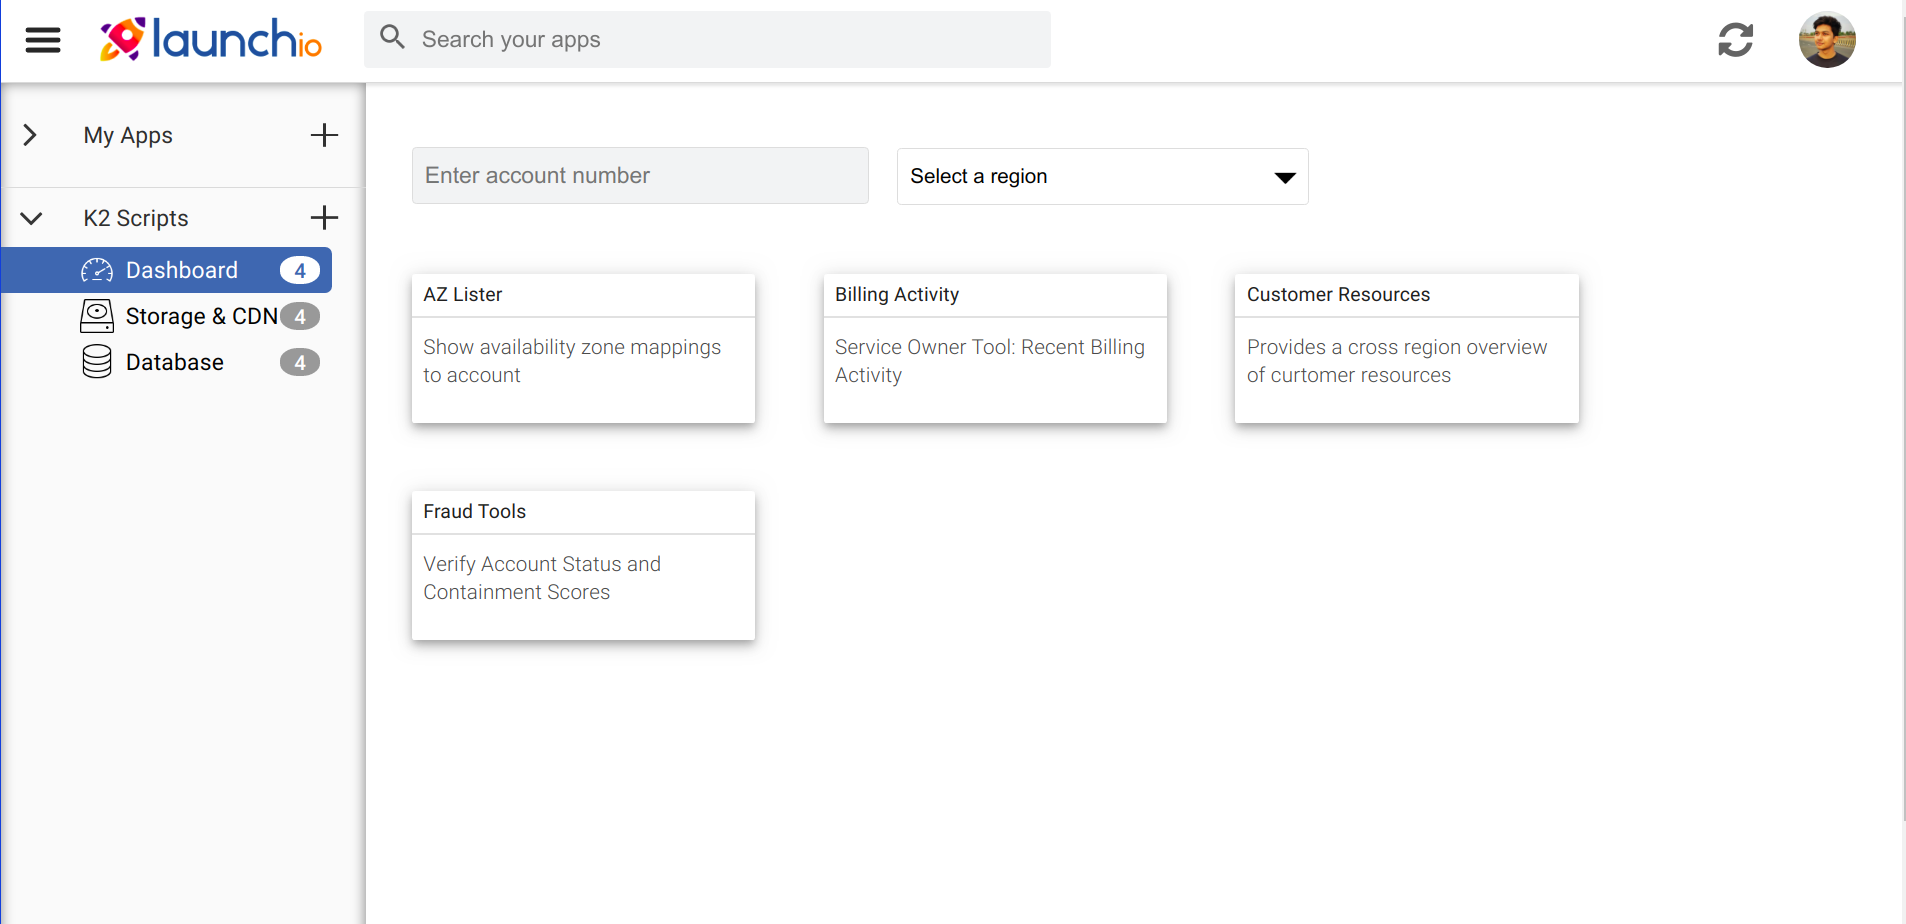 launchio
Search your apps
My Apps
K2 Scripts
Dashboard 4
Storage & CDN 4
Database 4
Enter account number
Select a region
AZ Lister
Show availability zone mappings
to account
Billing Activity
Service Owner Tool: Recent Billing
Activity
Customer Resources
Provides a cross region overview
of curtomer resources
Fraud Tools
Verify Account Status and
Containment Scores